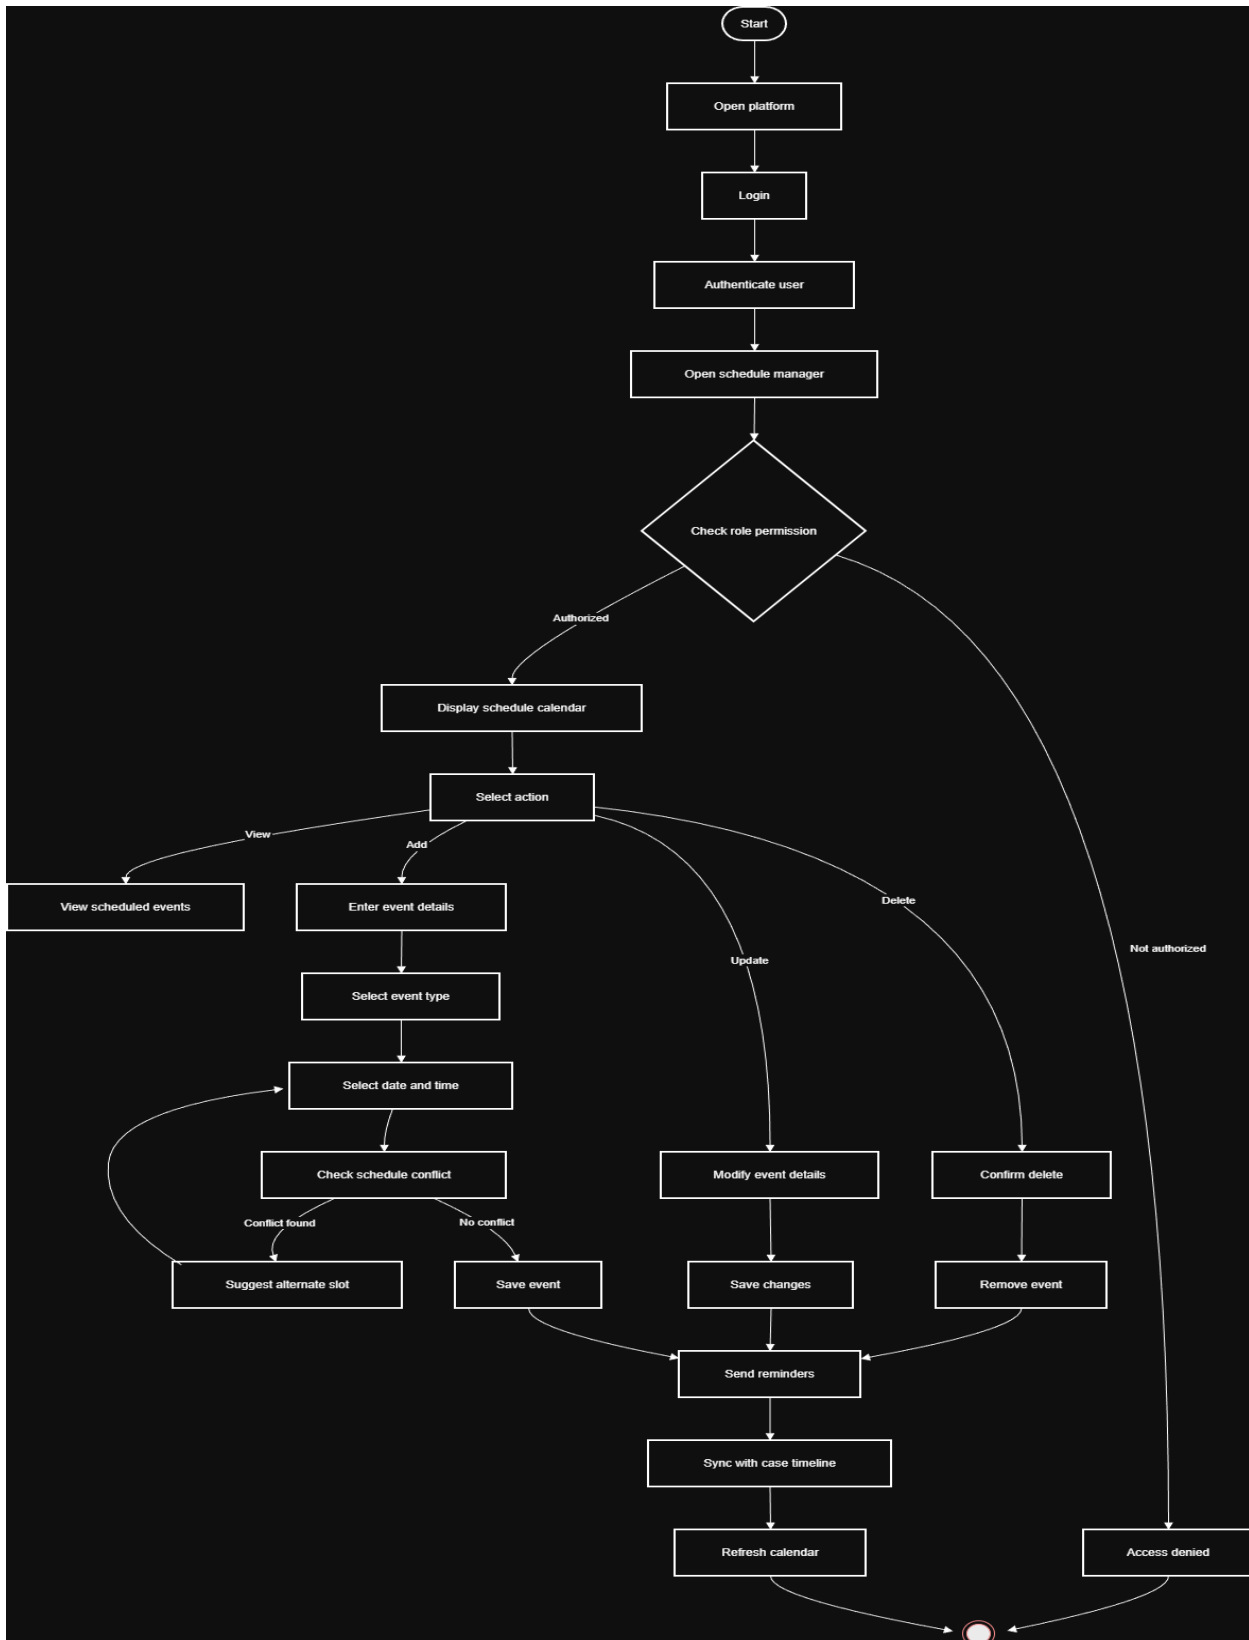 Start
Open platform
Login
Authenticate user
Open schedule manager
Check role permission
Authorized
Display schedule calendar
Select action
View
Add
View scheduled events
Enter event details
Delete
Not authorized
Update
Select event type
Select date and time
Check schedule conflict
Modify event details
Confirm delete
Conflict found
No conflict
Suggest alternate slot
Save event
Save changes
Remove event
Send reminders
Sync with case timeline
Refresh calendar
Access denied